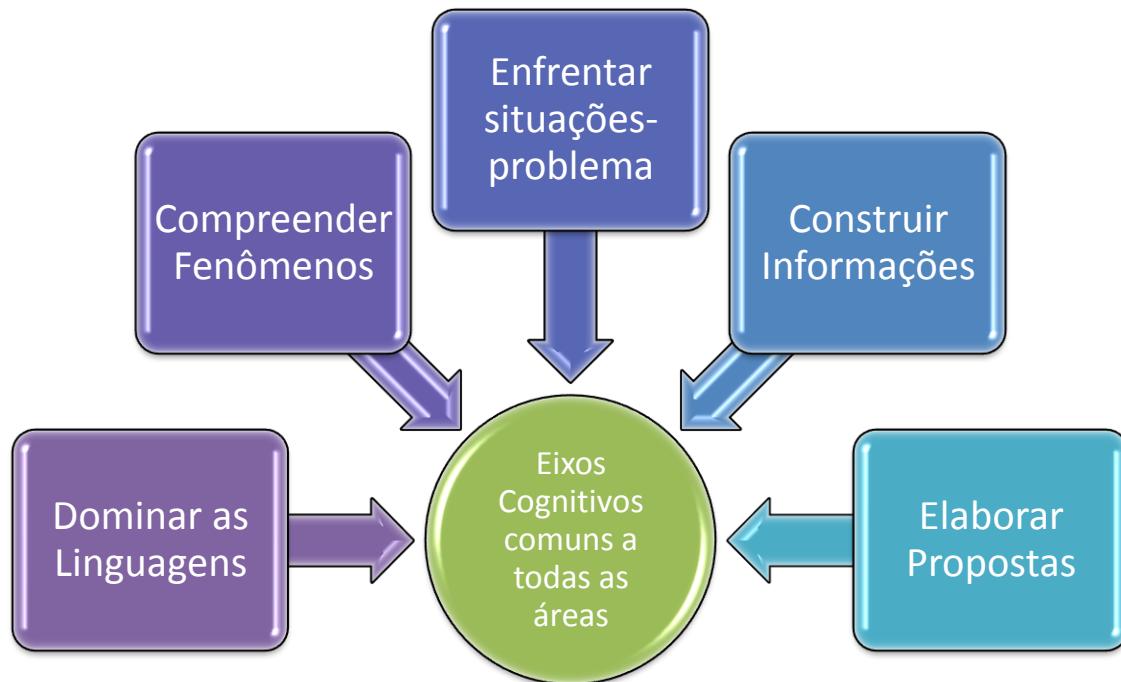 Enfrentar
situações-
problema
Compreender
Fenômenos
Construir
Informações
Dominar as
Linguagens
Eixos
Cognitivos
comuns a
todas as
áreas
Elaborar
Propostas